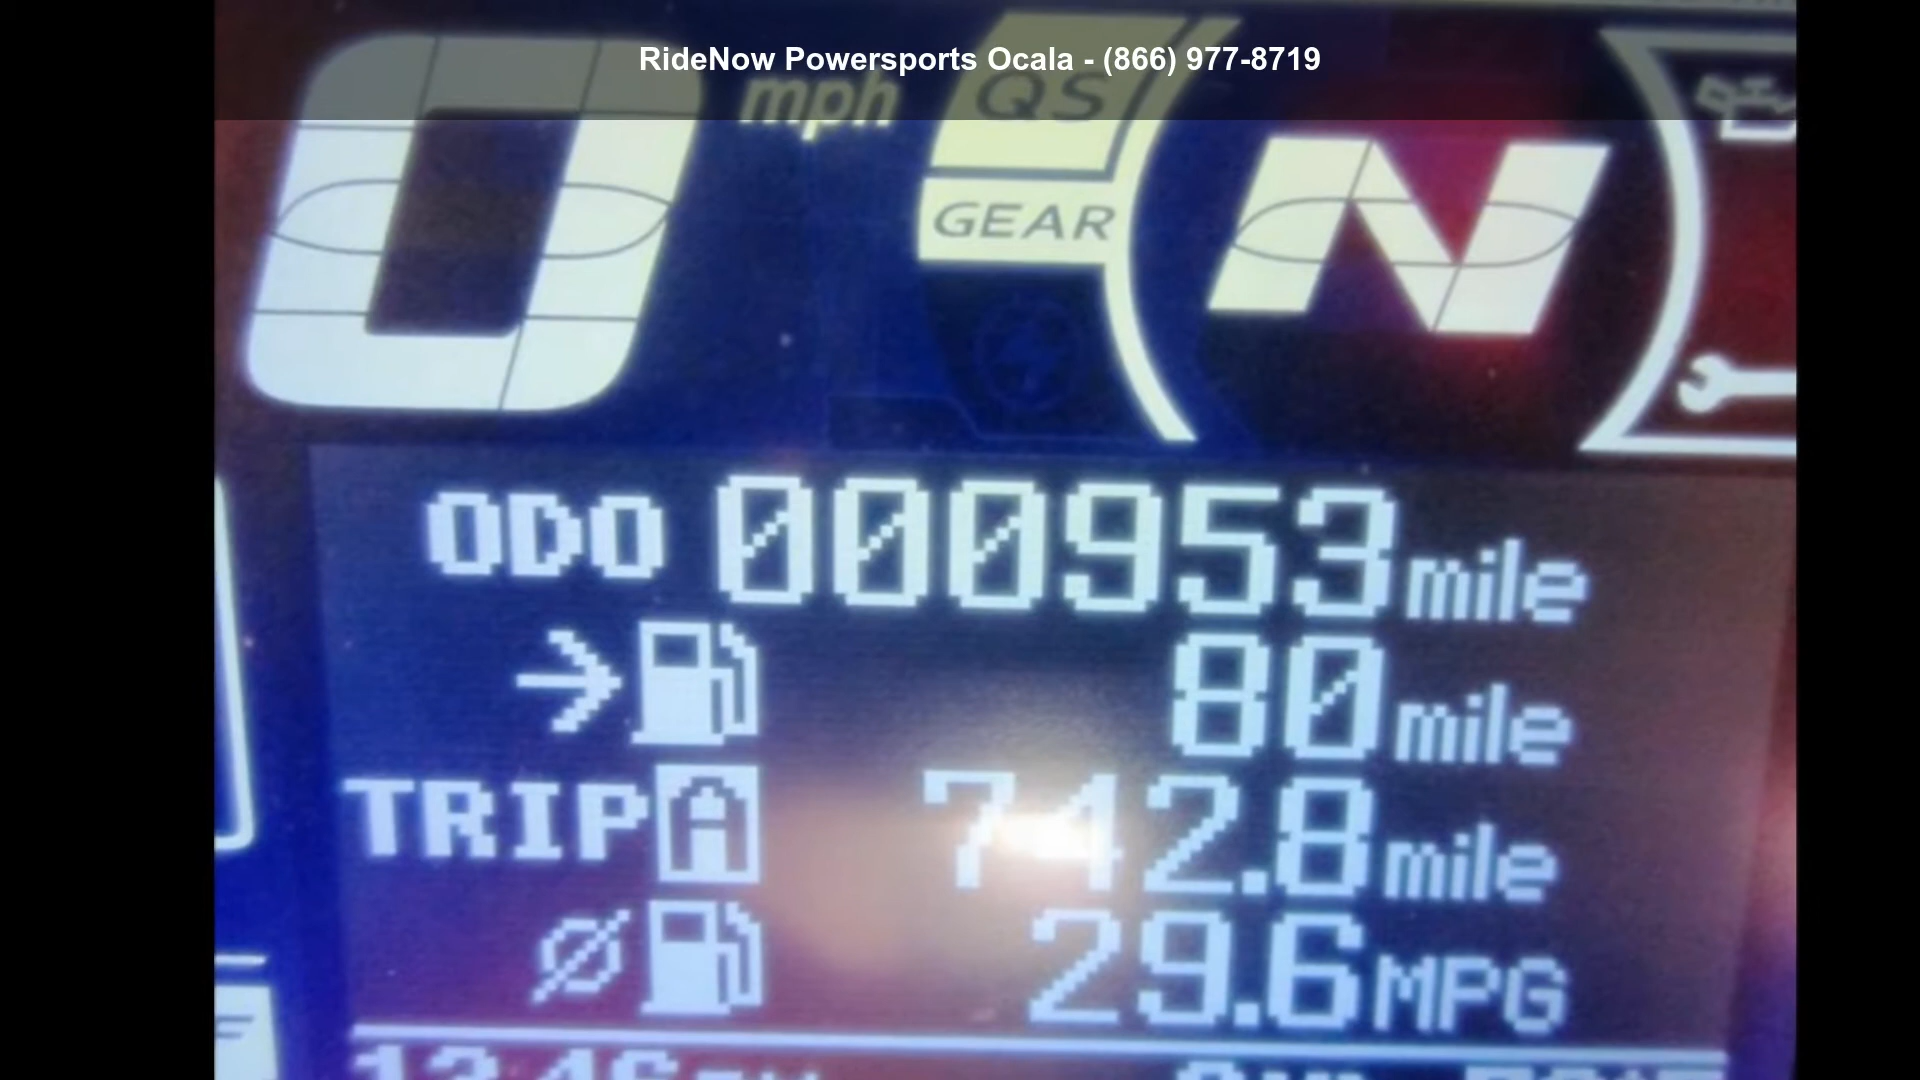 RideNow Powersports Ocala - (866) 977-8719
0 mph QS
GEAR N
ODO 000953 mile
80 mile
TRIP A 742.8 mile
Ø 29.6 MPG